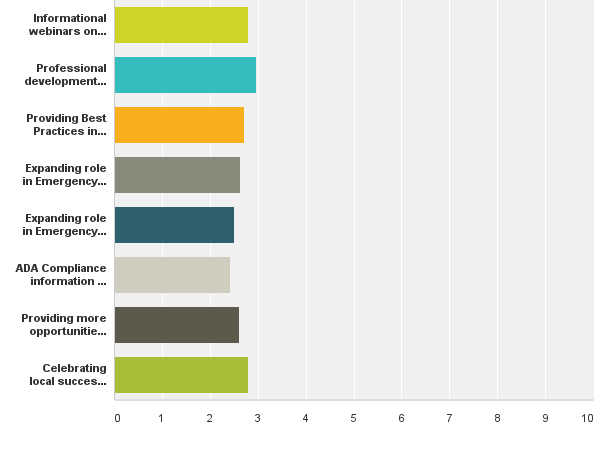 Informational
webinars on...
Professional
development...
Providing Best
Practices in...
Expanding role
in Emergency...
Expanding role
in Emergency...
ADA Compliance
information ...
Providing more
opportunitie...
Celebrating
local succes...
0 1 2 3 4 5 6 7 8 9 10